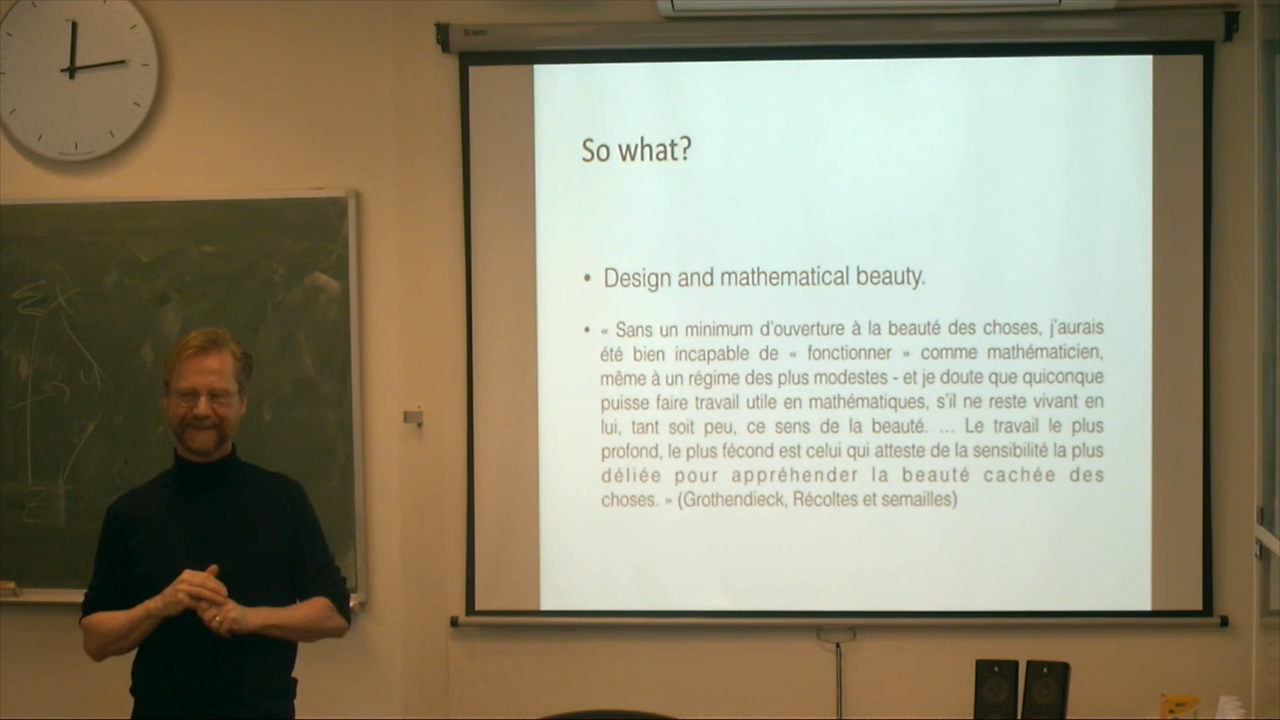 So what?
• Design and mathematical beauty.
• « Sans un minimum d'ouverture à la beauté des choses, j'aurais
été bien incapable de « fonctionner » comme mathématicien,
même à un régime des plus modestes - et je doute que quiconque
puisse faire travail utile en mathématiques, s'il ne reste vivant en
lui, tant soit peu, ce sens de la beauté. … Le travail le plus
profond, le plus fécond est celui qui atteste de la sensibilité la plus
déliée pour appréhender la beauté cachée des
choses. » (Grothendieck, Récoltes et semailles)